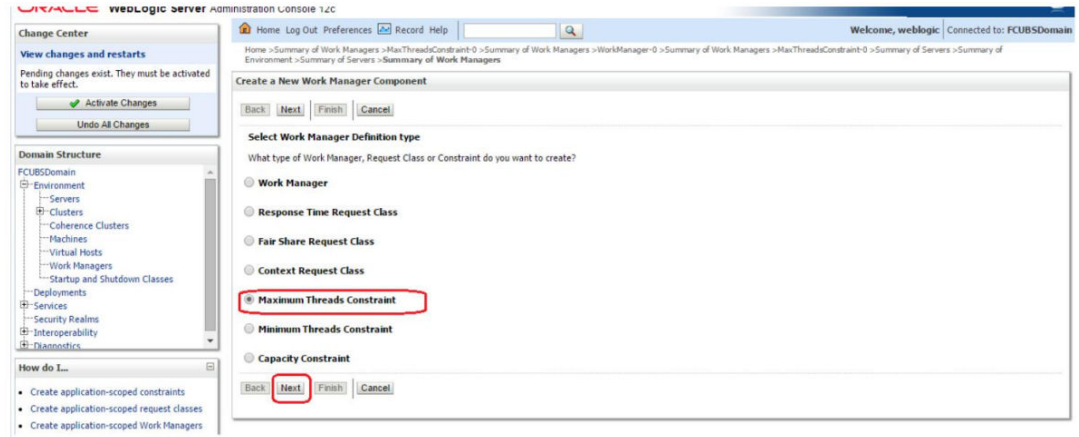 ORACLE WebLogic Server Administration Console 12c
Change Center
View changes and restarts
Pending changes exist. They must be activated
to take effect.
Activate Changes
Undo All Changes
Domain Structure
FCUBSDomain
Environment
Servers
Clusters
Coherence Clusters
Machines
Virtual Hosts
Work Managers
Startup and Shutdown Classes
Deployments
Services
Security Realms
Interoperability
Diagnostics
How do I...
Create application-scoped constraints
Create application-scoped request classes
Create application-scoped Work Managers
Home Log Out Preferences Record Help
Welcome, weblogic Connected to: FCUBSDomain
Home >Summary of Work Managers >MaxThreadsConstraint-0 >Summary of Work Managers >WorkManager-0 >Summary of Work Managers >MaxThreadsConstraint-0 >Summary of Servers >Summary of
Environment >Summary of Servers >Summary of Work Managers
Create a New Work Manager Component
Back Next Finish Cancel
Select Work Manager Definition type
What type of Work Manager, Request Class or Constraint do you want to create?
Work Manager
Response Time Request Class
Fair Share Request Class
Context Request Class
Maximum Threads Constraint
Minimum Threads Constraint
Capacity Constraint
Back Next Finish Cancel